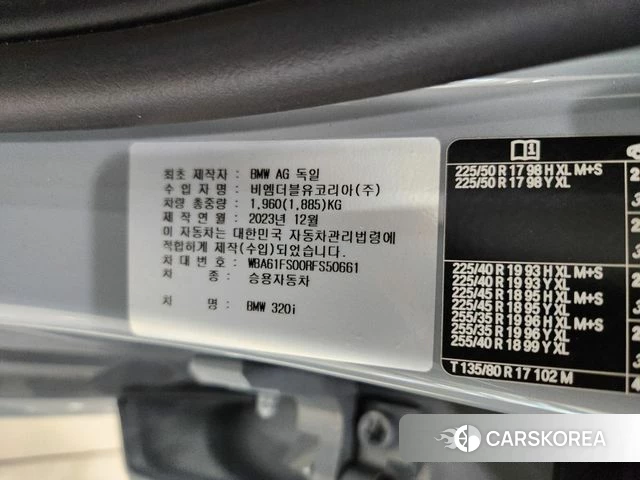 최초 제작자 : BMW AG 독일
수 입 자 명 : 비엠더블유코리아(주)
차량 총중량 : 1,960(1,885)KG
제 작 연 월 : 2023년 12월
이 자동차는 대한민국 자동차관리법령에
적합하게 제작(수입)되었습니다.
차 대 번 호 : WBA61FS00RFS50661
차 종 : 승용자동차
차 명 : BMW 320i
225/50 R 17 98 H XL M+S
225/50 R 17 98 Y XL
225/40 R 19 93 H XL M+S
225/40 R 19 93 Y XL
225/45 R 18 95 H XL M+S
225/45 R 18 95 Y XL
255/35 R 19 96 H XL M+S
255/35 R 19 96 Y XL
255/40 R 18 99 Y XL
T 135/80 R 17 102 M
CARSKOREA